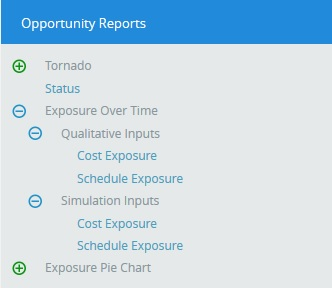 Opportunity Reports
Tornado
Status
Exposure Over Time
Qualitative Inputs
Cost Exposure
Schedule Exposure
Simulation Inputs
Cost Exposure
Schedule Exposure
Exposure Pie Chart